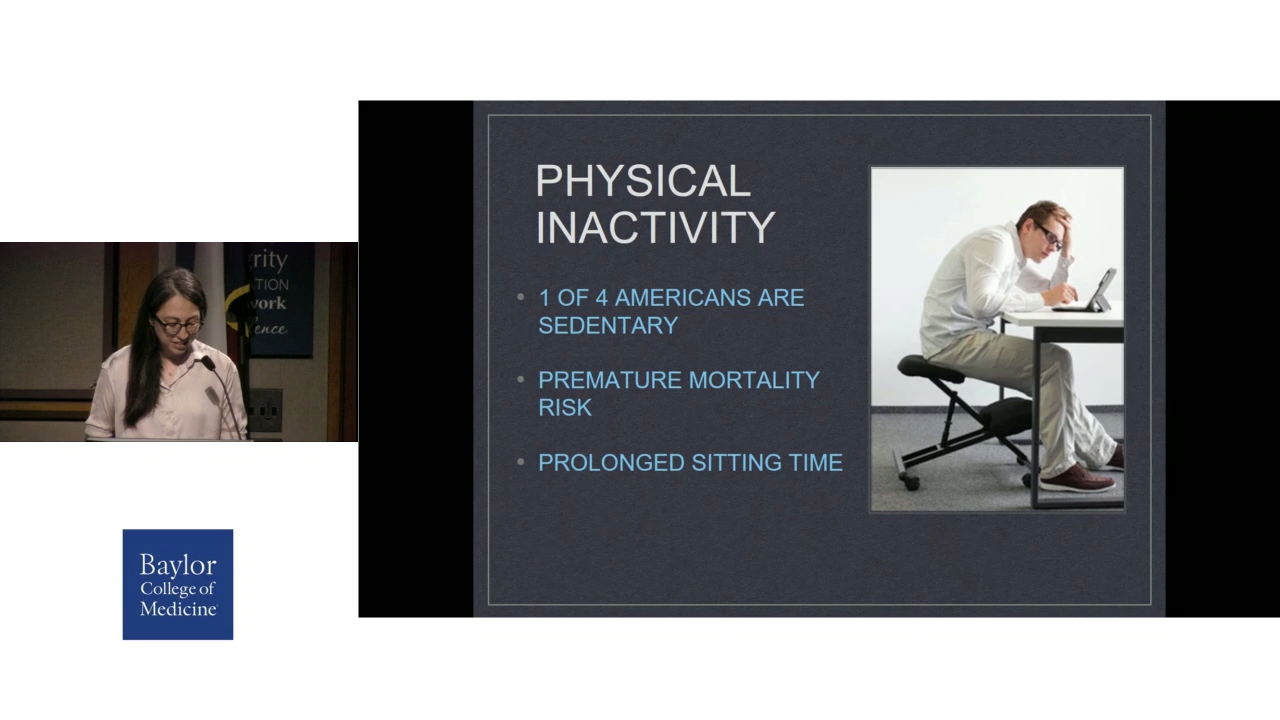 PHYSICAL
INACTIVITY
1 OF 4 AMERICANS ARE
SEDENTARY
PREMATURE MORTALITY
RISK
PROLONGED SITTING TIME
Baylor
College of
Medicine